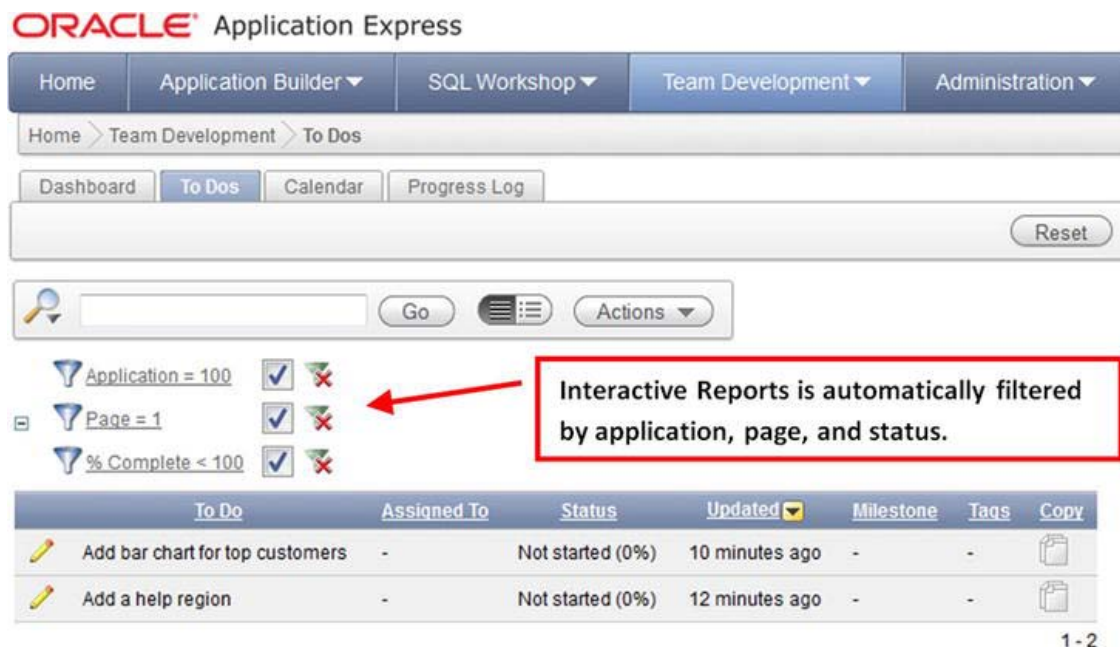 ORACLE Application Express
Home Application Builder SQL Workshop Team Development Administration
Home Team Development To Dos
Dashboard To Dos Calendar Progress Log
Reset
Go Actions
Application = 100
Page = 1
% Complete < 100
Interactive Reports is automatically filtered
by application, page, and status.
To Do Assigned To Status Updated Milestone Tags Copy
Add bar chart for top customers - Not started (0%) 10 minutes ago - -
Add a help region - Not started (0%) 12 minutes ago - -
1 - 2